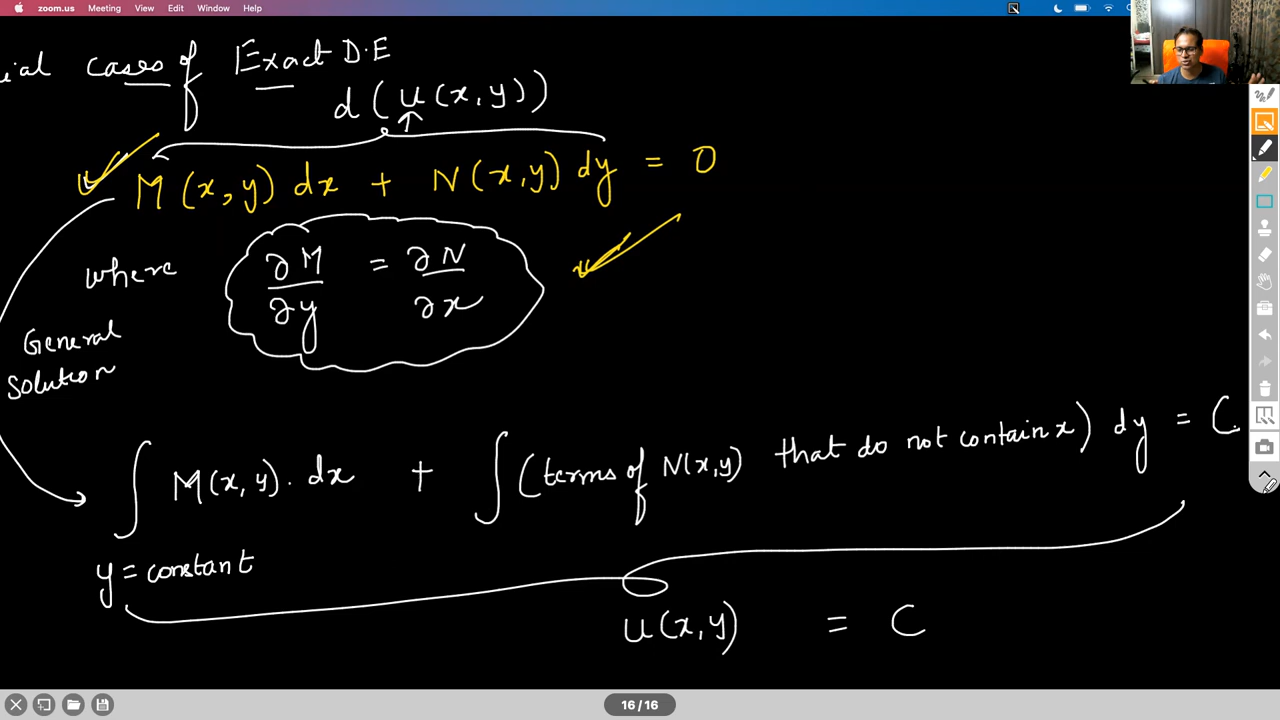 zoom.us Meeting View Edit Window Help
cases of Exact D.E
d(u(x,y))
M(x,y) dx + N(x,y) dy = 0
where ∂M/∂y = ∂N/∂x
General
Solution
∫ M(x,y). dx + ∫ (terms of N(x,y) that do not contain x) dy = C.
y = constant
u(x,y) = C
16 / 16